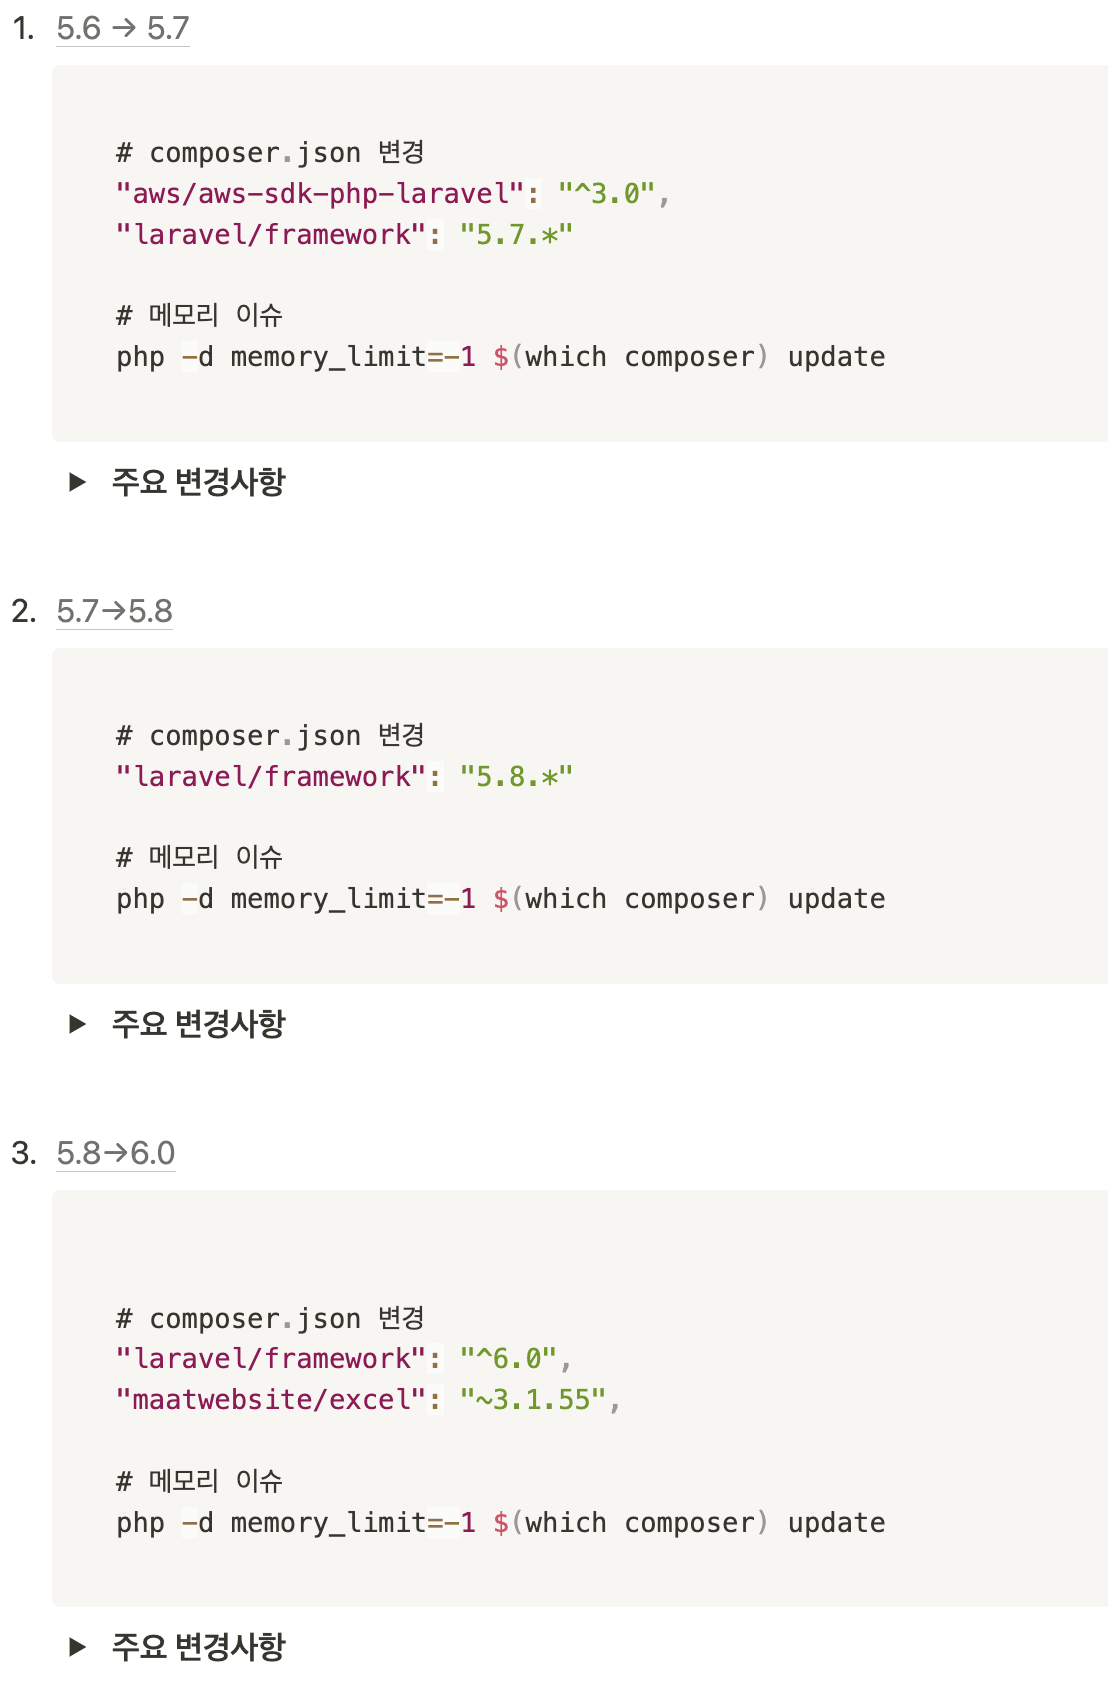 1. 5.6 → 5.7
# composer.json 변경
"aws/aws-sdk-php-laravel": "^3.0",
"laravel/framework": "5.7.*"
# 메모리 이슈
php -d memory_limit=-1 $(which composer) update
▶ 주요 변경사항
2. 5.7→5.8
# composer.json 변경
"laravel/framework": "5.8.*"
# 메모리 이슈
php -d memory_limit=-1 $(which composer) update
▶ 주요 변경사항
3. 5.8→6.0
# composer.json 변경
"laravel/framework": "^6.0",
"maatwebsite/excel": "~3.1.55",
# 메모리 이슈
php -d memory_limit=-1 $(which composer) update
▶ 주요 변경사항